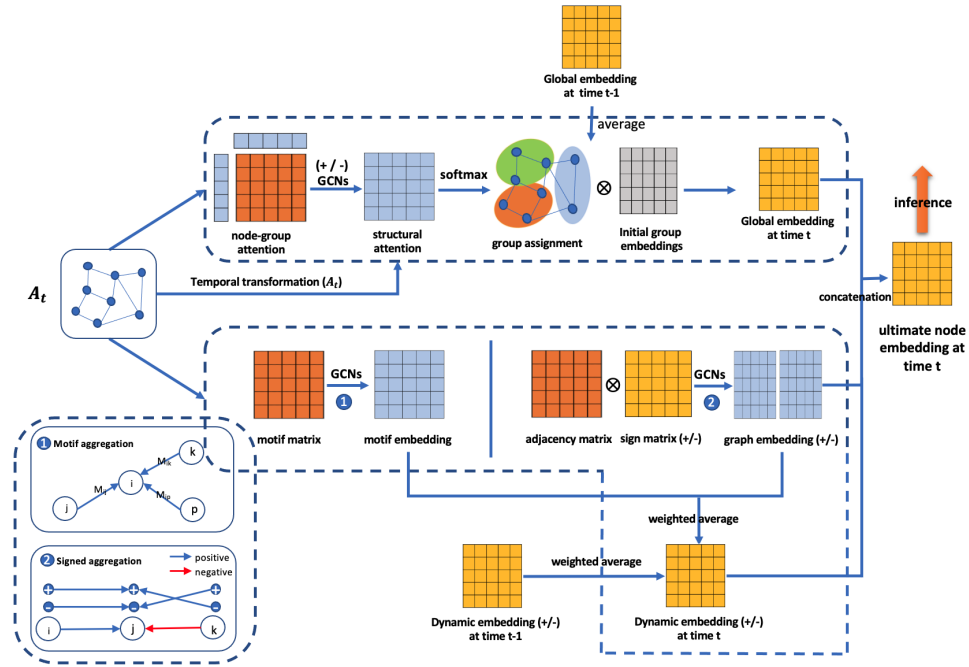 Global embedding
at time t-1
average
(+ / -)
GCNs
softmax
node-group
attention
structural
attention
group assignment
Initial group
embeddings
Global embedding
at time t
inference
Temporal transformation (A_t)
A_t
concatenation
ultimate node
embedding at
time t
GCNs
1
motif matrix
motif embedding
GCNs
2
adjacency matrix
sign matrix (+/-)
graph embedding (+/-)
1 Motif aggregation
k
M_ik
i
M_ij
M_ip
j
p
weighted average
weighted average
2 Signed aggregation
positive
negative
+ + +
− − −
i j k
Dynamic embedding (+/-)
at time t-1
Dynamic embedding (+/-)
at time t